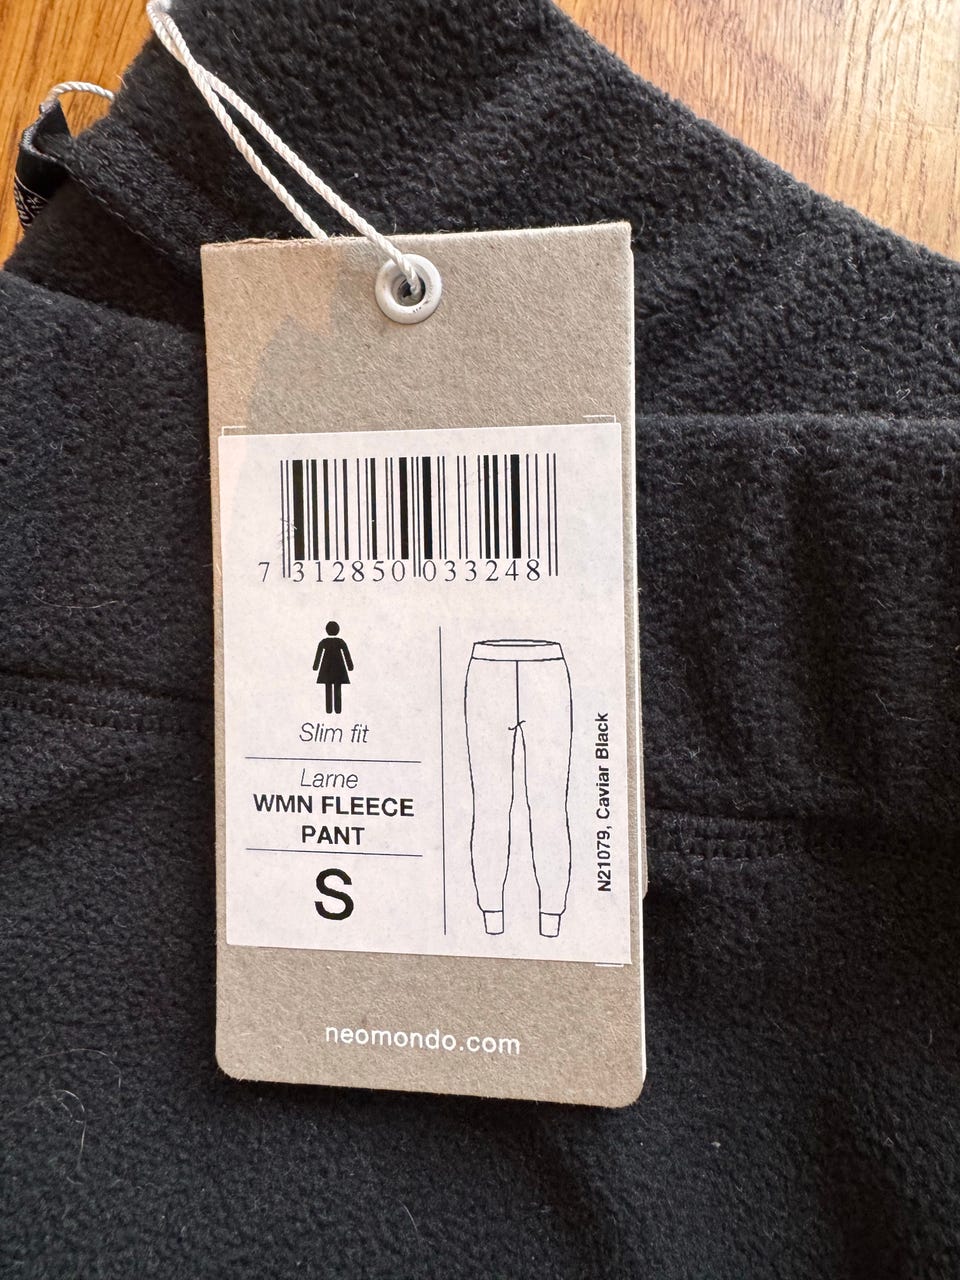 7 312850 033248
Slim fit
Larne
WMN FLEECE
PANT
S
N21079, Caviar Black
neomondo.com